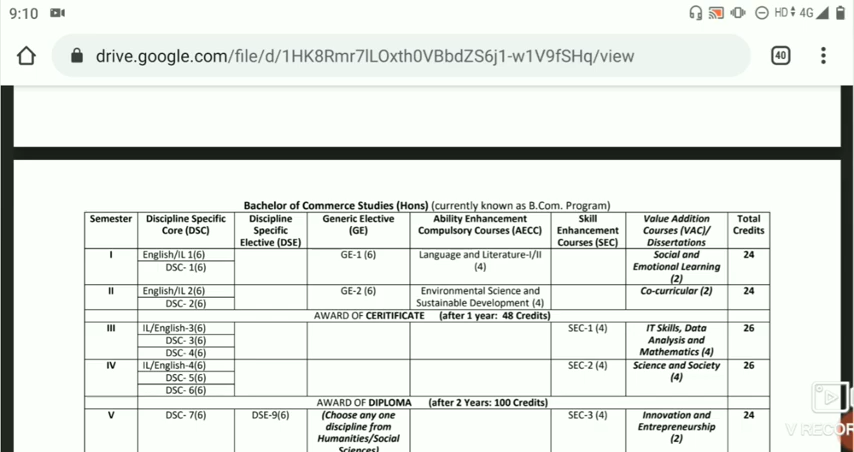 9:10
HD 4G
drive.google.com/file/d/1HK8Rmr7lLOxth0VBbdZS6j1-w1V9fSHq/view
40
Bachelor of Commerce Studies (Hons) (currently known as B.Com. Program)
Semester
Discipline Specific
Core (DSC)
Discipline
Specific
Elective (DSE)
Generic Elective
(GE)
Ability Enhancement
Compulsory Courses (AECC)
Skill
Enhancement
Courses (SEC)
Value Addition
Courses (VAC)/
Dissertations
Total
Credits
I
English/IL 1(6)
DSC- 1(6)
GE-1 (6)
Language and Literature-I/II
(4)
Social and
Emotional Learning
(2)
24
II
English/IL 2(6)
DSC- 2(6)
GE-2 (6)
Environmental Science and
Sustainable Development (4)
Co-curricular (2)
24
AWARD OF CERITIFICATE (after 1 year: 48 Credits)
III
IL/English-3(6)
DSC- 3(6)
DSC- 4(6)
SEC-1 (4)
IT Skills, Data
Analysis and
Mathematics (4)
26
IV
IL/English-4(6)
DSC- 5(6)
DSC- 6(6)
SEC-2 (4)
Science and Society
(4)
26
AWARD OF DIPLOMA (after 2 Years: 100 Credits)
V
DSC- 7(6)
DSE-9(6)
(Choose any one
discipline from
Humanities/Social
Sciences)
SEC-3 (4)
Innovation and
Entrepreneurship
(2)
24
V RECOR